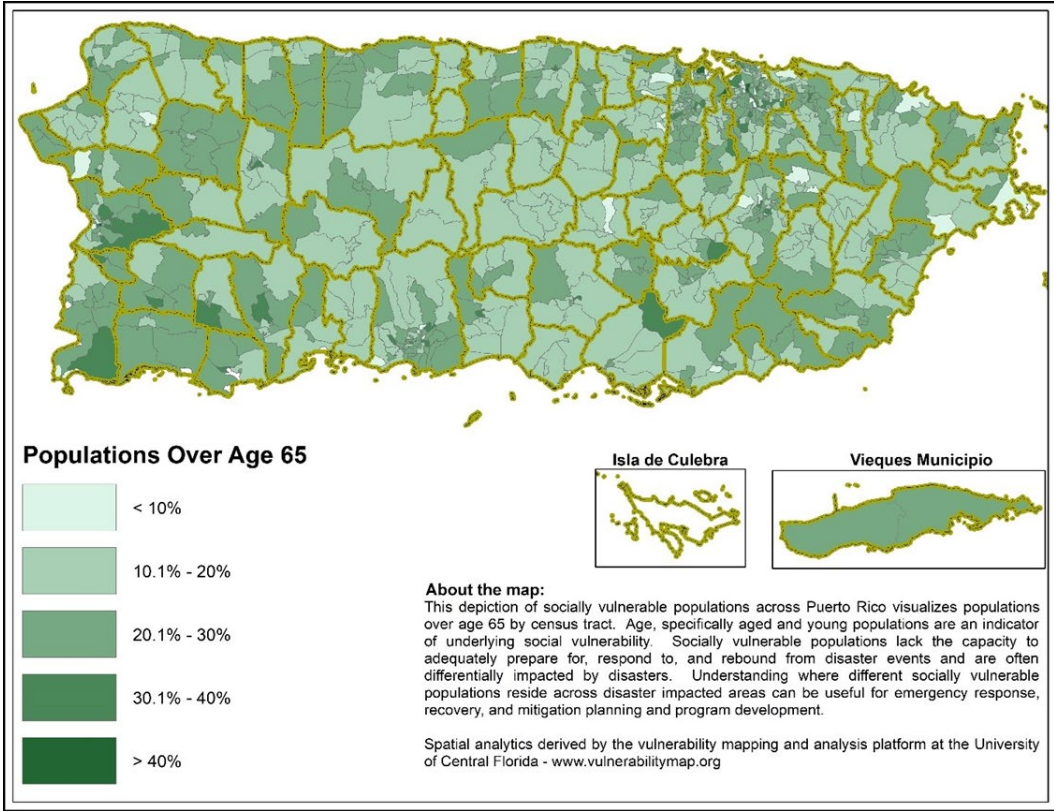 Populations Over Age 65
< 10%
10.1% - 20%
20.1% - 30%
30.1% - 40%
> 40%
Isla de Culebra
Vieques Municipio
About the map:
This depiction of socially vulnerable populations across Puerto Rico visualizes populations
over age 65 by census tract. Age, specifically aged and young populations are an indicator
of underlying social vulnerability. Socially vulnerable populations lack the capacity to
adequately prepare for, respond to, and rebound from disaster events and are often
differentially impacted by disasters. Understanding where different socially vulnerable
populations reside across disaster impacted areas can be useful for emergency response,
recovery, and mitigation planning and program development.
Spatial analytics derived by the vulnerability mapping and analysis platform at the University
of Central Florida - www.vulnerabilitymap.org